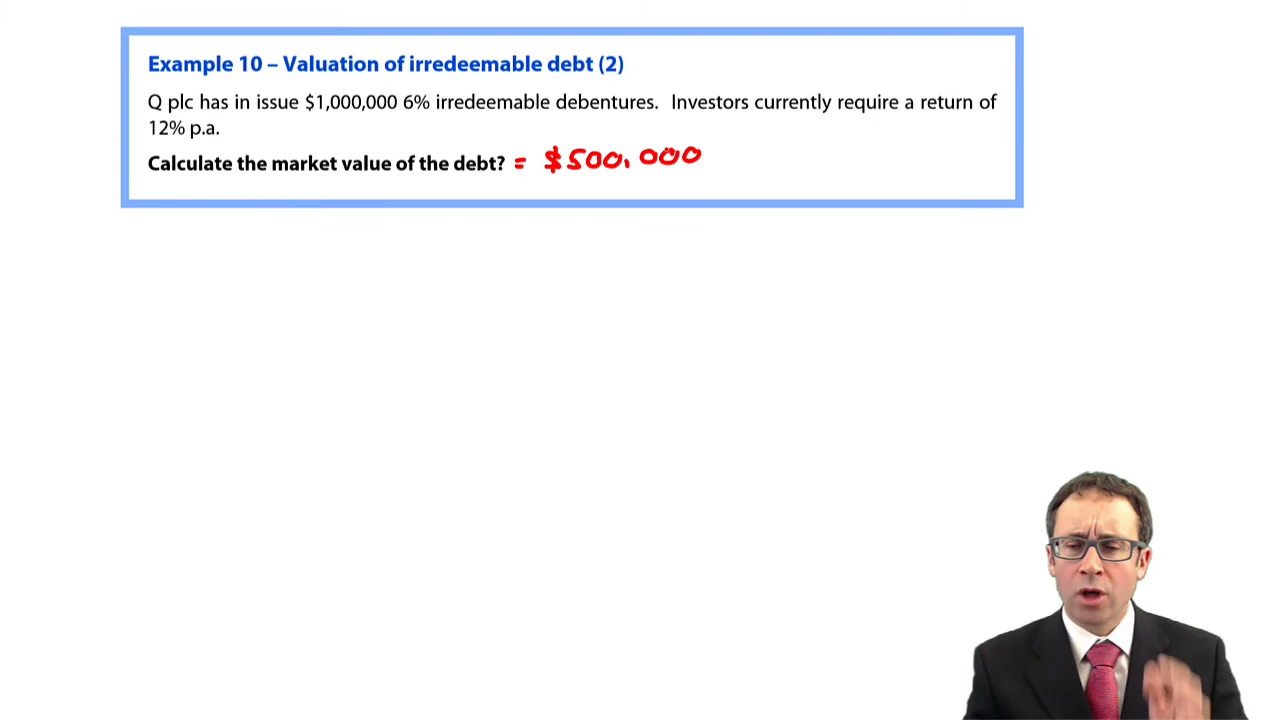 Example 10 – Valuation of irredeemable debt (2)
Q plc has in issue $1,000,000 6% irredeemable debentures. Investors currently require a return of
12% p.a.
Calculate the market value of the debt? = $500,000